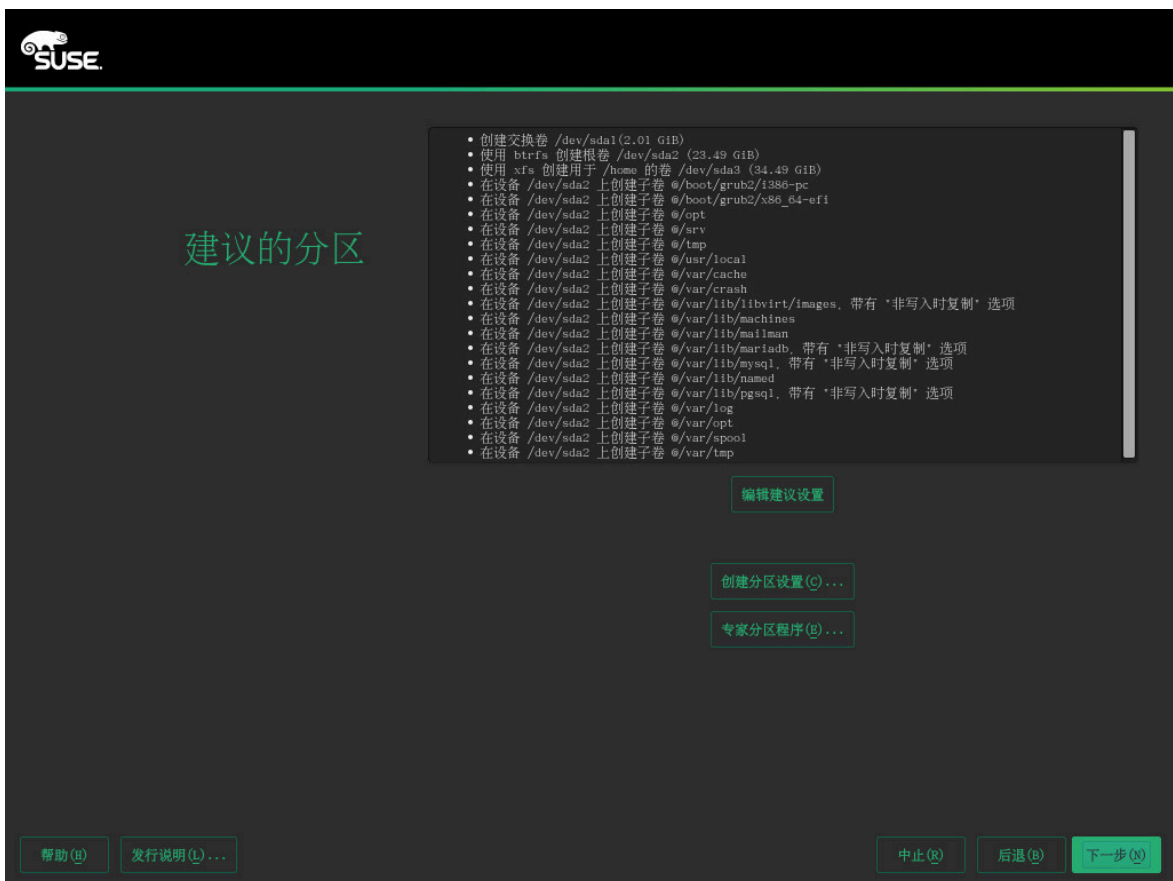 SUSE.
建议的分区
• 创建交换卷 /dev/sda1(2.01 GiB)
• 使用 btrfs 创建根卷 /dev/sda2 (23.49 GiB)
• 使用 xfs 创建用于 /home 的卷 /dev/sda3 (34.49 GiB)
• 在设备 /dev/sda2 上创建子卷 @/boot/grub2/i386-pc
• 在设备 /dev/sda2 上创建子卷 @/boot/grub2/x86_64-efi
• 在设备 /dev/sda2 上创建子卷 @/opt
• 在设备 /dev/sda2 上创建子卷 @/srv
• 在设备 /dev/sda2 上创建子卷 @/tmp
• 在设备 /dev/sda2 上创建子卷 @/usr/local
• 在设备 /dev/sda2 上创建子卷 @/var/cache
• 在设备 /dev/sda2 上创建子卷 @/var/crash
• 在设备 /dev/sda2 上创建子卷 @/var/lib/libvirt/images, 带有 "非写入时复制" 选项
• 在设备 /dev/sda2 上创建子卷 @/var/lib/machines
• 在设备 /dev/sda2 上创建子卷 @/var/lib/mailman
• 在设备 /dev/sda2 上创建子卷 @/var/lib/mariadb, 带有 "非写入时复制" 选项
• 在设备 /dev/sda2 上创建子卷 @/var/lib/mysql, 带有 "非写入时复制" 选项
• 在设备 /dev/sda2 上创建子卷 @/var/lib/named
• 在设备 /dev/sda2 上创建子卷 @/var/lib/pgsql, 带有 "非写入时复制" 选项
• 在设备 /dev/sda2 上创建子卷 @/var/log
• 在设备 /dev/sda2 上创建子卷 @/var/opt
• 在设备 /dev/sda2 上创建子卷 @/var/spool
• 在设备 /dev/sda2 上创建子卷 @/var/tmp
编辑建议设置
创建分区设置(C)...
专家分区程序(E)...
帮助(H)
发行说明(L)...
中止(R)
后退(B)
下一步(N)